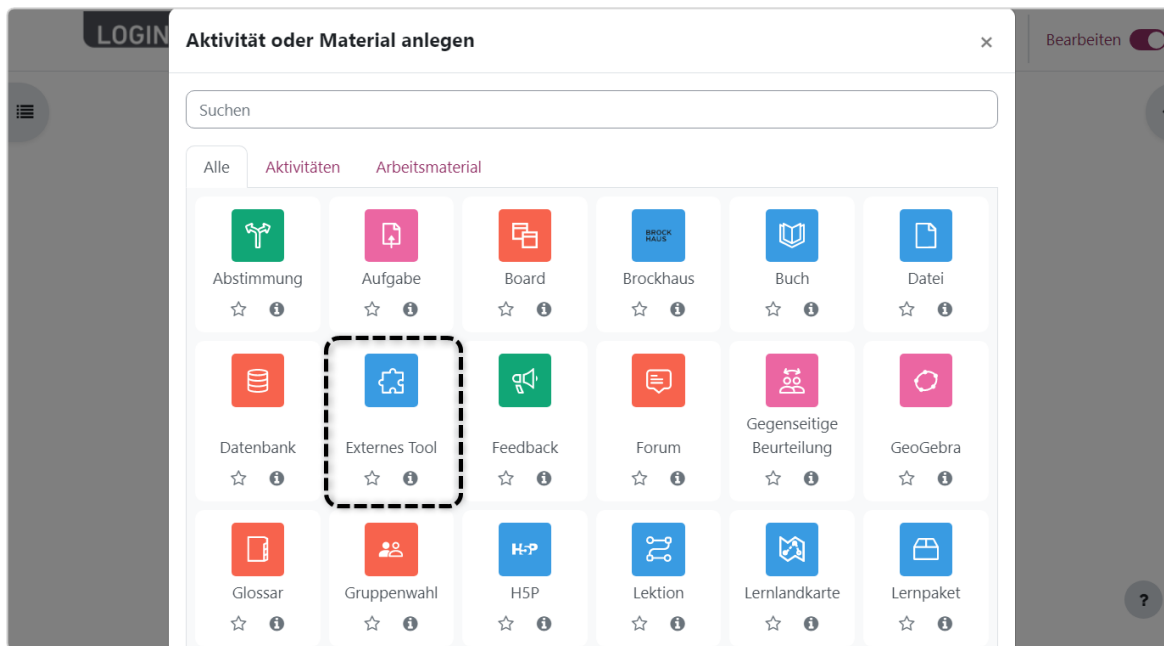 LOGIN
Aktivität oder Material anlegen
×
Bearbeiten
Suchen
Alle Aktivitäten Arbeitsmaterial
BROCK
HAUS
Abstimmung Aufgabe Board Brockhaus Buch Datei
Gegenseitige
Datenbank Externes Tool Feedback Forum Beurteilung GeoGebra
H5P
Glossar Gruppenwahl H5P Lektion Lernlandkarte Lernpaket
?